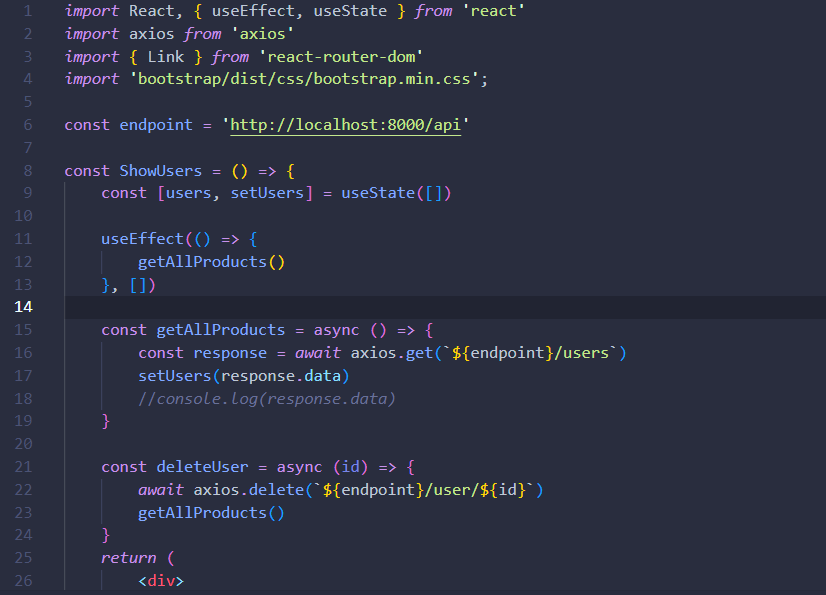 1 import React, { useEffect, useState } from 'react'
2 import axios from 'axios'
3 import { Link } from 'react-router-dom'
4 import 'bootstrap/dist/css/bootstrap.min.css';
5
6 const endpoint = 'http://localhost:8000/api'
7
8 const ShowUsers = () => {
9     const [users, setUsers] = useState([])
10
11     useEffect(() => {
12         getAllProducts()
13     }, [])
14
15     const getAllProducts = async () => {
16         const response = await axios.get(`${endpoint}/users`)
17         setUsers(response.data)
18         //console.log(response.data)
19     }
20
21     const deleteUser = async (id) => {
22         await axios.delete(`${endpoint}/user/${id}`)
23         getAllProducts()
24     }
25     return (
26         <div>